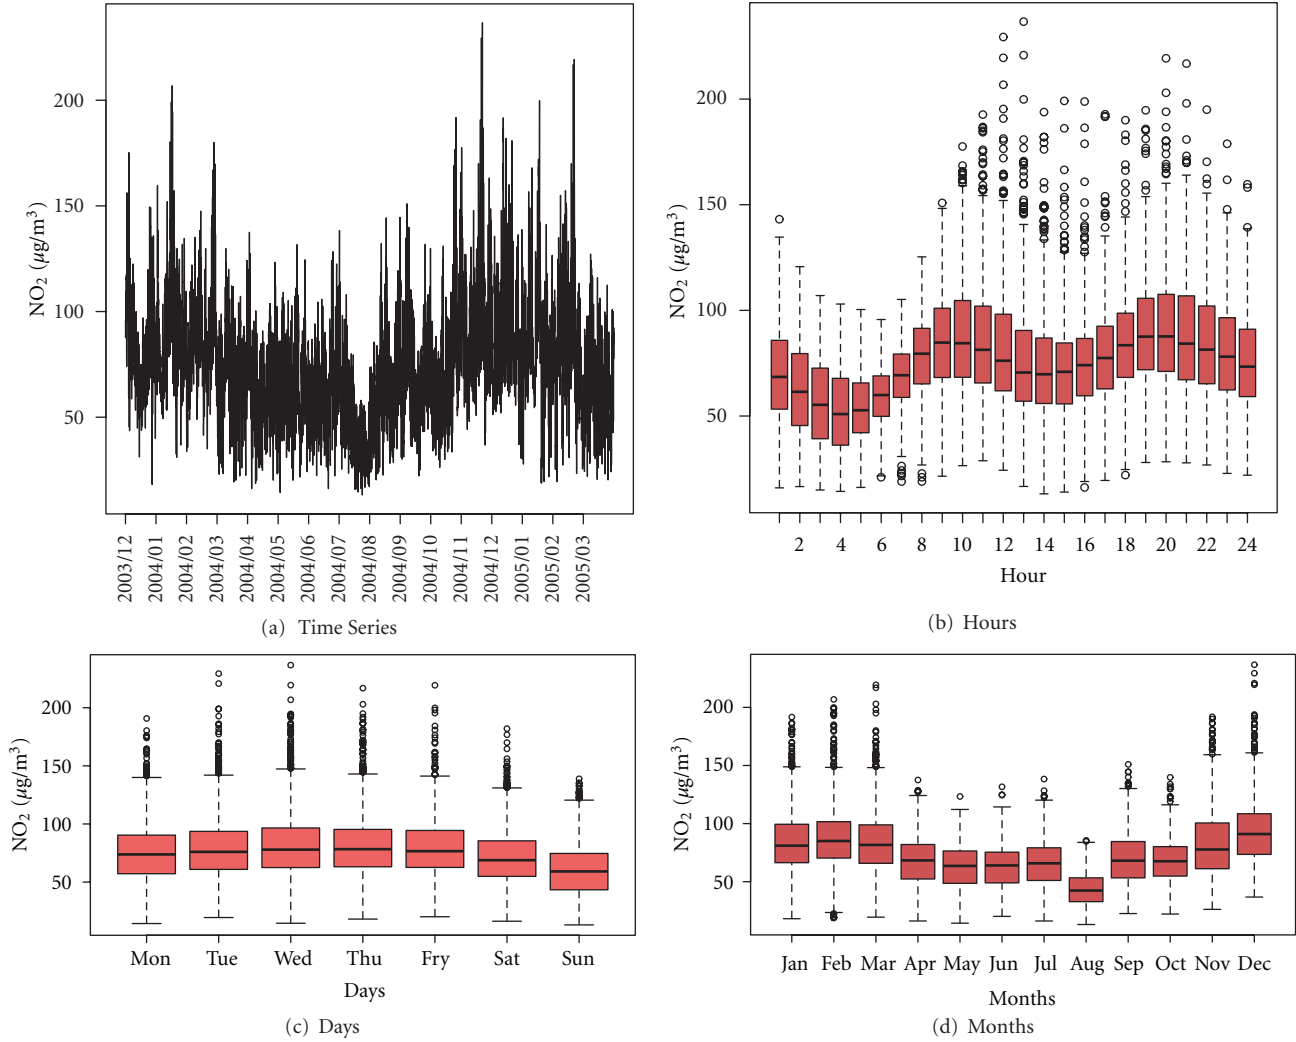 200
150
100
50
NO2 (µg/m3)
2003/12
2004/01
2004/02
2004/03
2004/04
2004/05
2004/06
2004/07
2004/08
2004/09
2004/10
2004/11
2004/12
2005/01
2005/02
2005/03
(a) Time Series
200
150
100
50
NO2 (µg/m3)
2 4 6 8 10 12 14 16 18 20 22 24
Hour
(b) Hours
200
150
100
50
NO2 (µg/m3)
Mon Tue Wed Thu Fry Sat Sun
Days
(c) Days
200
150
100
50
NO2 (µg/m3)
Jan Feb Mar Apr May Jun Jul Aug Sep Oct Nov Dec
Months
(d) Months